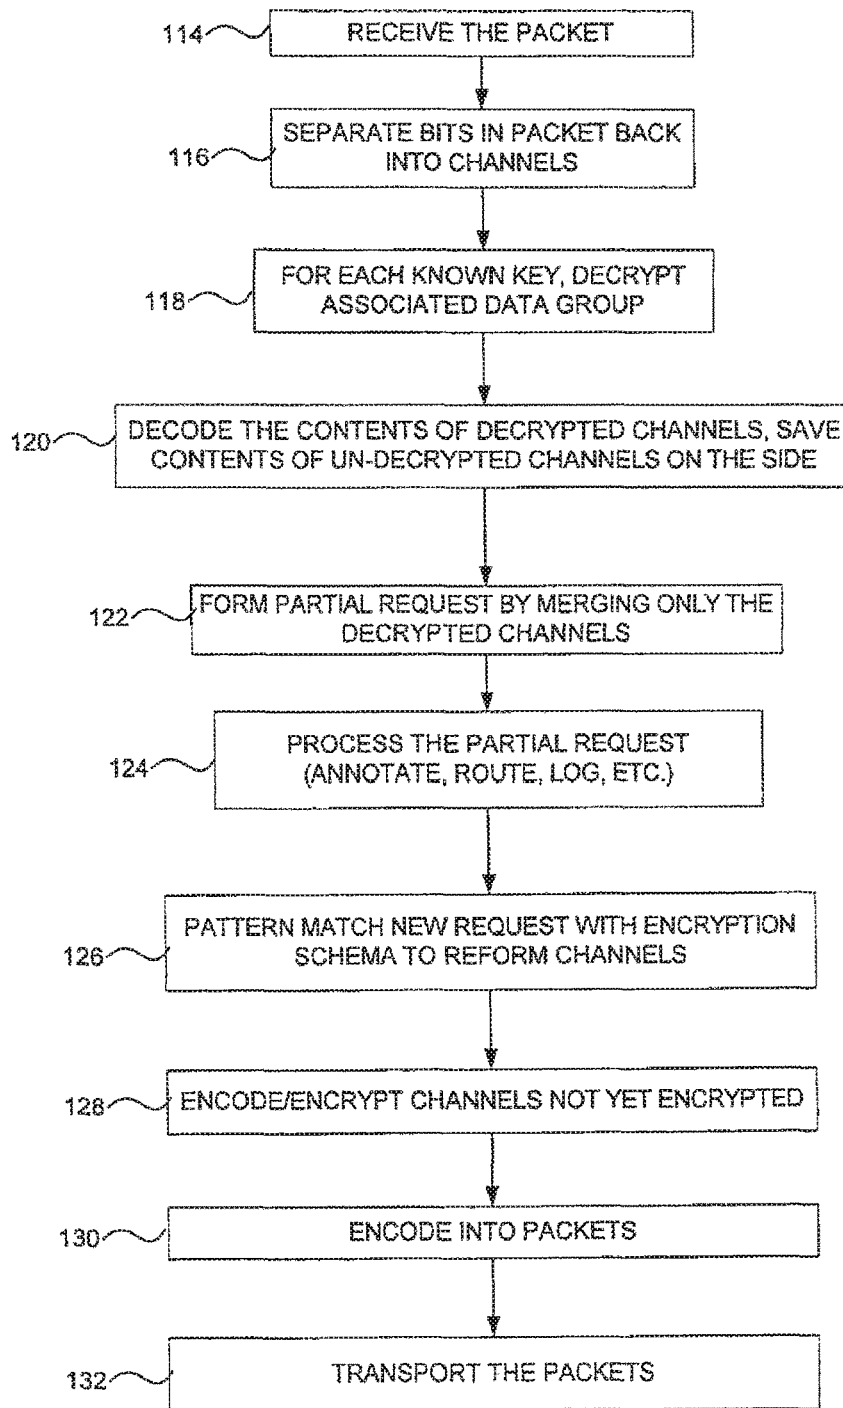 114
RECEIVE THE PACKET
116
SEPARATE BITS IN PACKET BACK
INTO CHANNELS
118
FOR EACH KNOWN KEY, DECRYPT
ASSOCIATED DATA GROUP
120
DECODE THE CONTENTS OF DECRYPTED CHANNELS, SAVE
CONTENTS OF UN-DECRYPTED CHANNELS ON THE SIDE
122
FORM PARTIAL REQUEST BY MERGING ONLY THE
DECRYPTED CHANNELS
124
PROCESS THE PARTIAL REQUEST
(ANNOTATE, ROUTE, LOG, ETC.)
126
PATTERN MATCH NEW REQUEST WITH ENCRYPTION
SCHEMA TO REFORM CHANNELS
128
ENCODE/ENCRYPT CHANNELS NOT YET ENCRYPTED
130
ENCODE INTO PACKETS
132
TRANSPORT THE PACKETS